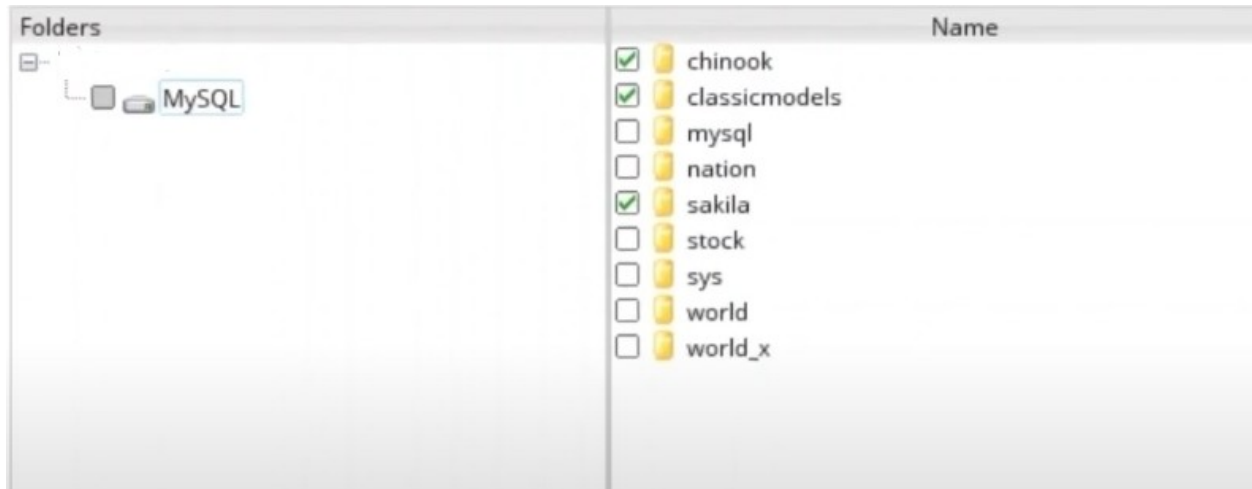 Folders
Name
MySQL
chinook
classicmodels
mysql
nation
sakila
stock
sys
world
world_x